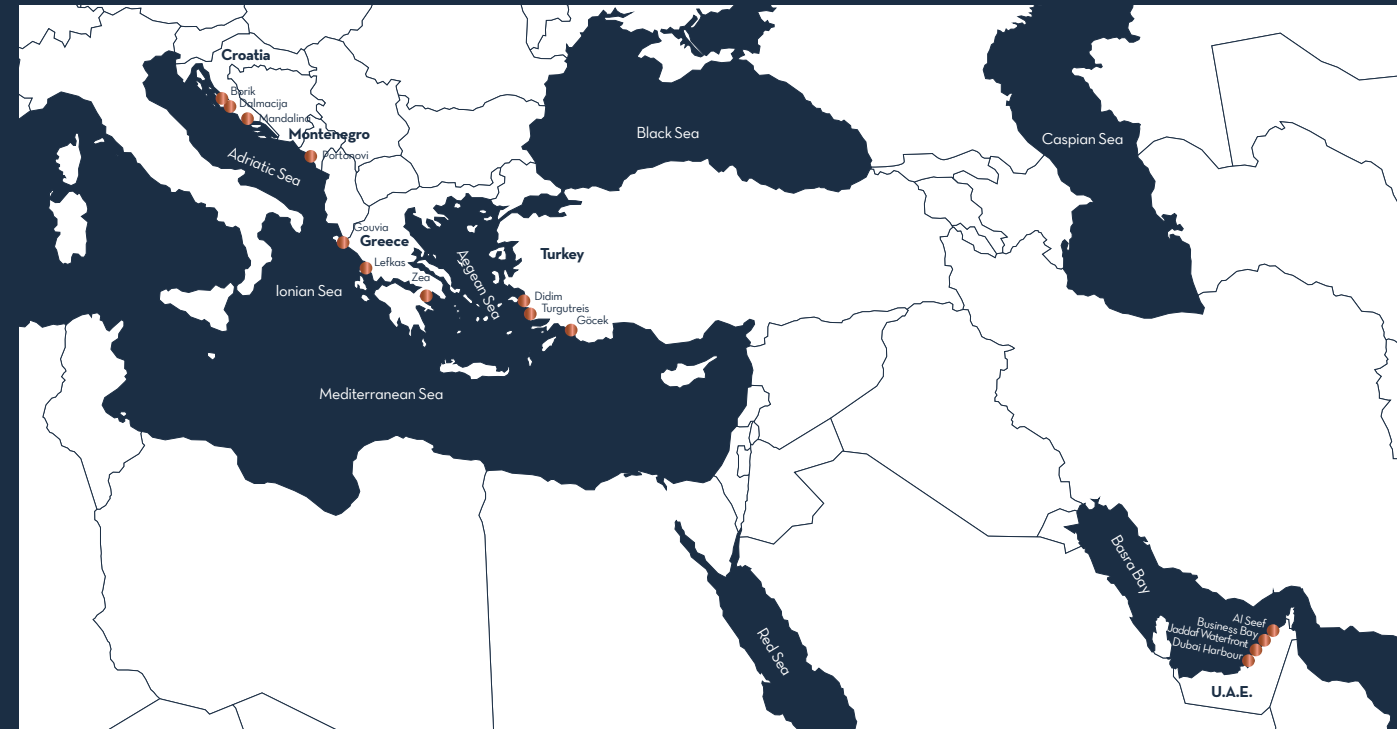 Croatia
Borik
Dalmacija
Mandalina
Montenegro
Portonovi
Adriatic Sea
Black Sea
Caspian Sea
Gouvia
Greece
Lefkas
Zea
Aegean Sea
Turkey
Ionian Sea
Didim
Turgutreis
Göcek
Mediterranean Sea
Basra Bay
Red Sea
Al Seef
Business Bay
Jaddaf Waterfront
Dubai Harbour
U.A.E.